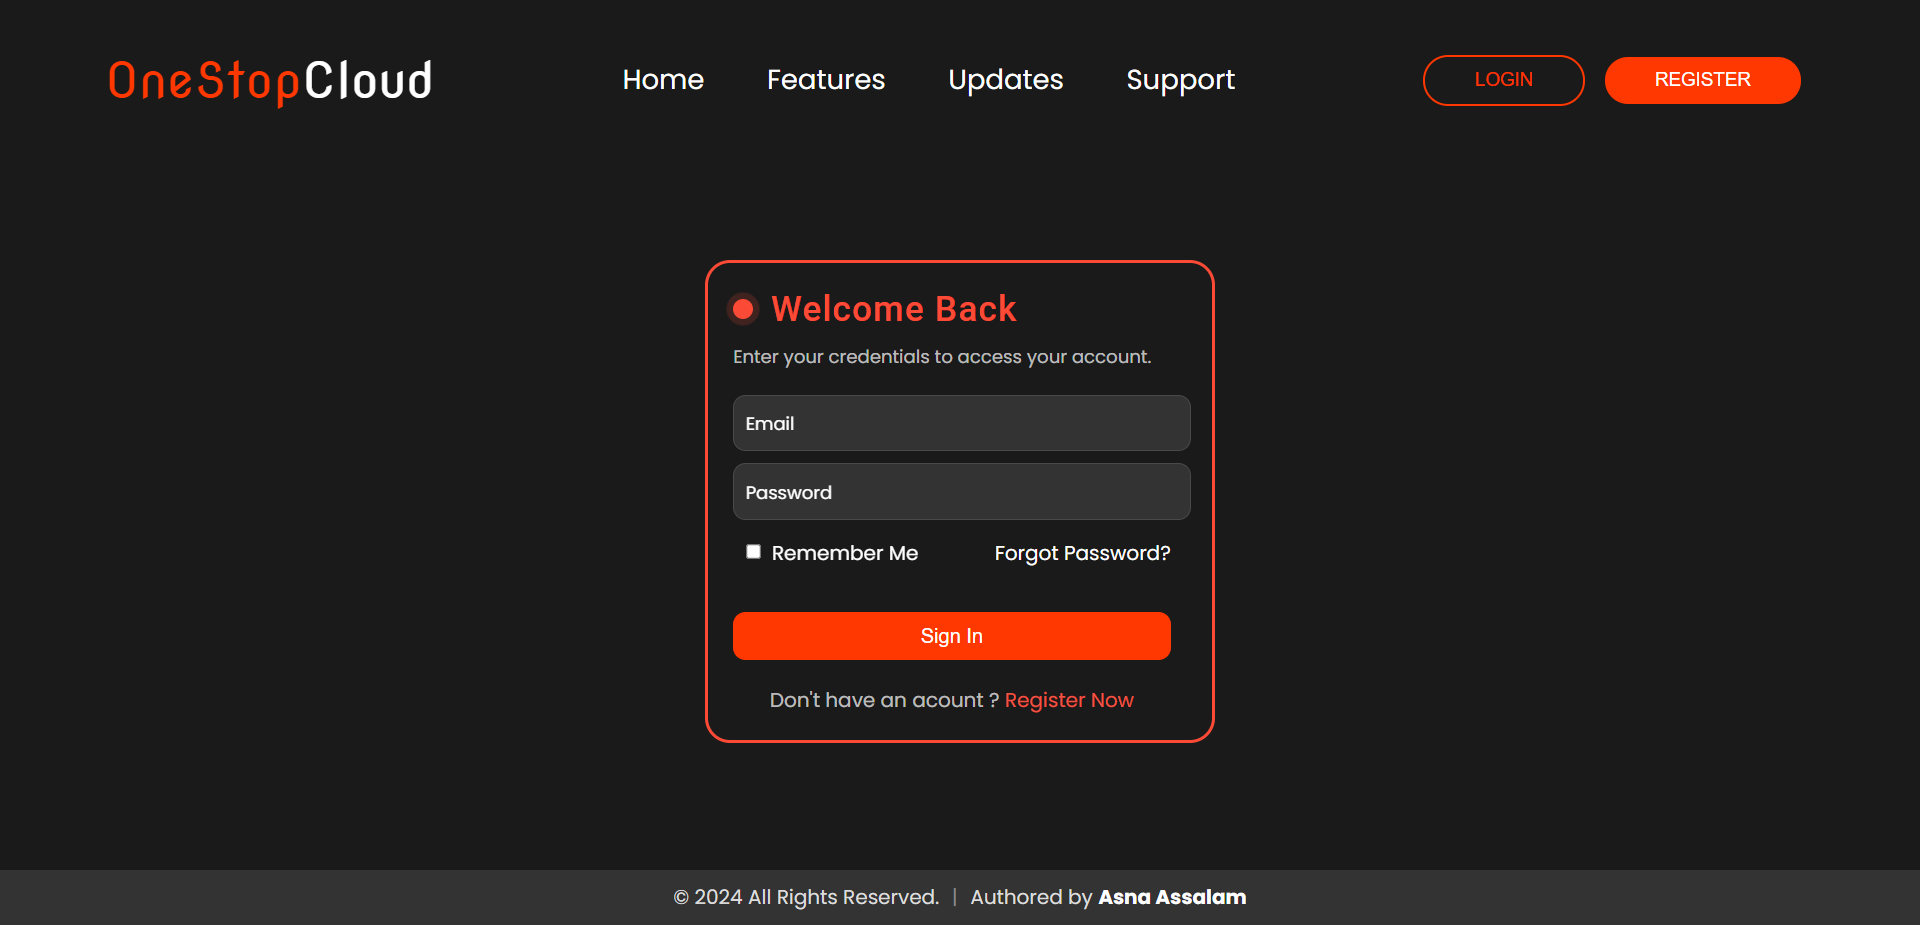 OneStopCloud
Home Features Updates Support
LOGIN REGISTER
Welcome Back
Enter your credentials to access your account.
Email
Password
Remember Me Forgot Password?
Sign In
Don't have an acount ? Register Now
© 2024 All Rights Reserved. | Authored by Asna Assalam